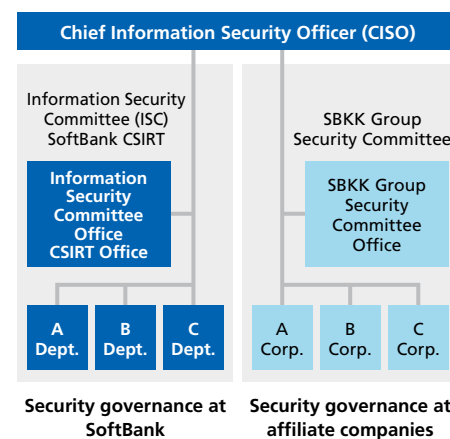 Chief Information Security Officer (CISO)
Information Security
Committee (ISC)
SoftBank CSIRT
Information
Security
Committee
Office
CSIRT Office
A
Dept.
B
Dept.
C
Dept.
Security governance at
SoftBank
SBKK Group
Security Committee
SBKK Group
Security
Committee
Office
A
Corp.
B
Corp.
C
Corp.
Security governance at
affiliate companies